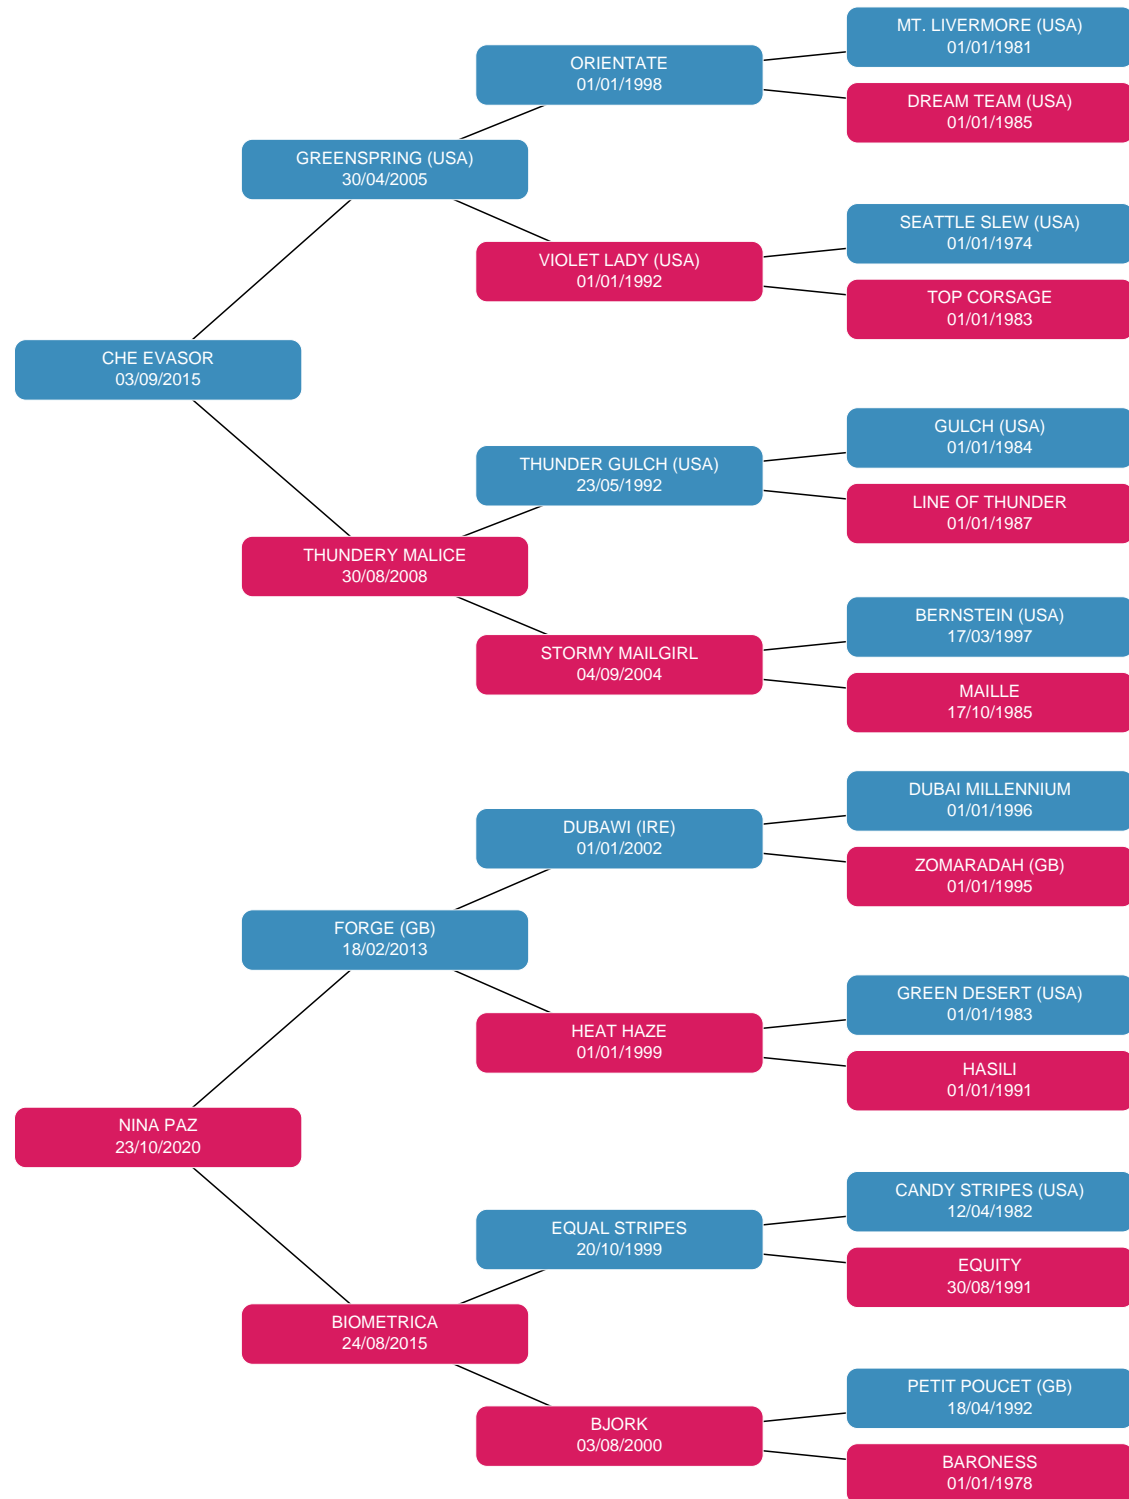 MT. LIVERMORE (USA)
01/01/1981
ORIENTATE
01/01/1998
DREAM TEAM (USA)
01/01/1985
GREENSPRING (USA)
30/04/2005
SEATTLE SLEW (USA)
01/01/1974
VIOLET LADY (USA)
01/01/1992
TOP CORSAGE
01/01/1983
CHE EVASOR
03/09/2015
GULCH (USA)
01/01/1984
THUNDER GULCH (USA)
23/05/1992
LINE OF THUNDER
01/01/1987
THUNDERY MALICE
30/08/2008
BERNSTEIN (USA)
17/03/1997
STORMY MAILGIRL
04/09/2004
MAILLE
17/10/1985
DUBAI MILLENNIUM
01/01/1996
DUBAWI (IRE)
01/01/2002
ZOMARADAH (GB)
01/01/1995
FORGE (GB)
18/02/2013
GREEN DESERT (USA)
01/01/1983
HEAT HAZE
01/01/1999
HASILI
01/01/1991
NINA PAZ
23/10/2020
CANDY STRIPES (USA)
12/04/1982
EQUAL STRIPES
20/10/1999
EQUITY
30/08/1991
BIOMETRICA
24/08/2015
PETIT POUCET (GB)
18/04/1992
BJORK
03/08/2000
BARONESS
01/01/1978